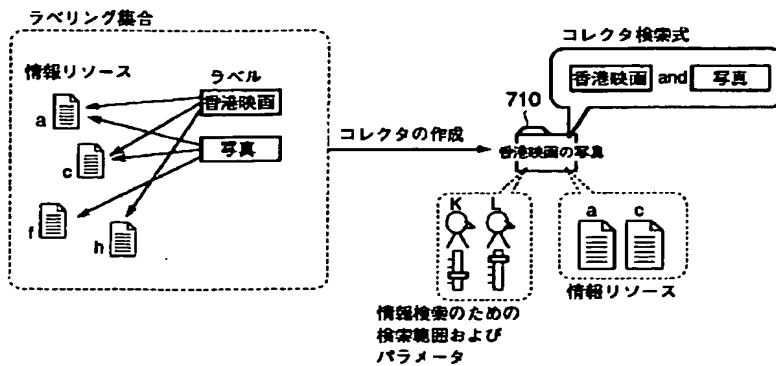 ラベリング集合
情報リソース
ラベル
a
香港映画
写真
c
f
h
コレクタの作成
コレクタ検索式
香港映画 and 写真
710
香港映画の写真
K L
a c
情報リソース
情報検索のための
検索範囲および
パラメータ